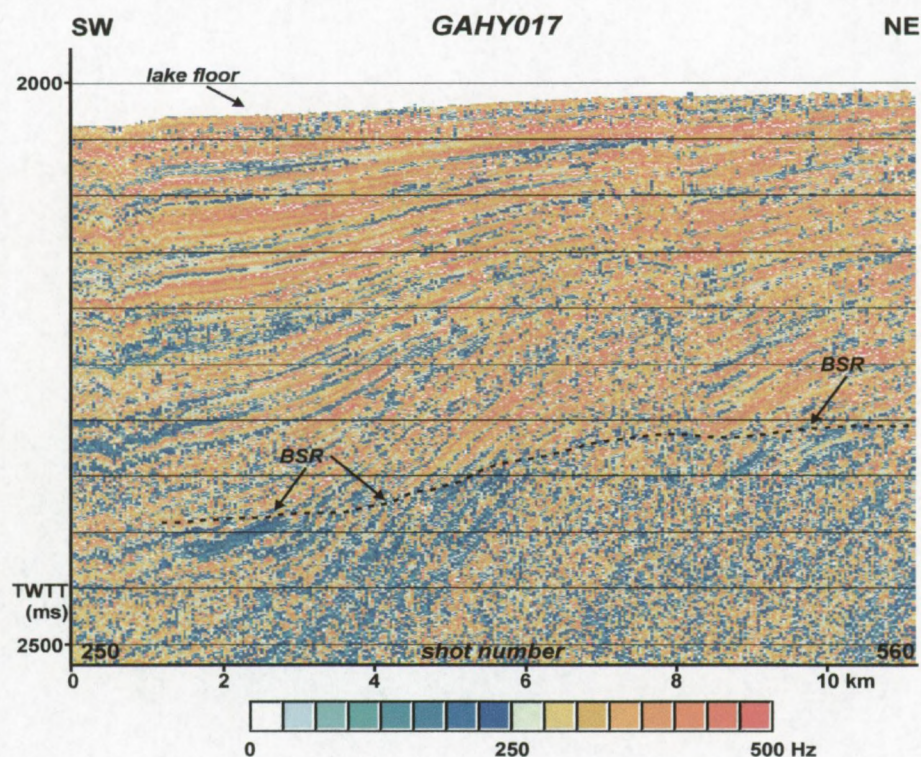 SW GAHY017 NE
2000
lake floor
BSR
BSR
TWTT
(ms)
2500
250 shot number 560
0 2 4 6 8 10 km
0 250 500 Hz